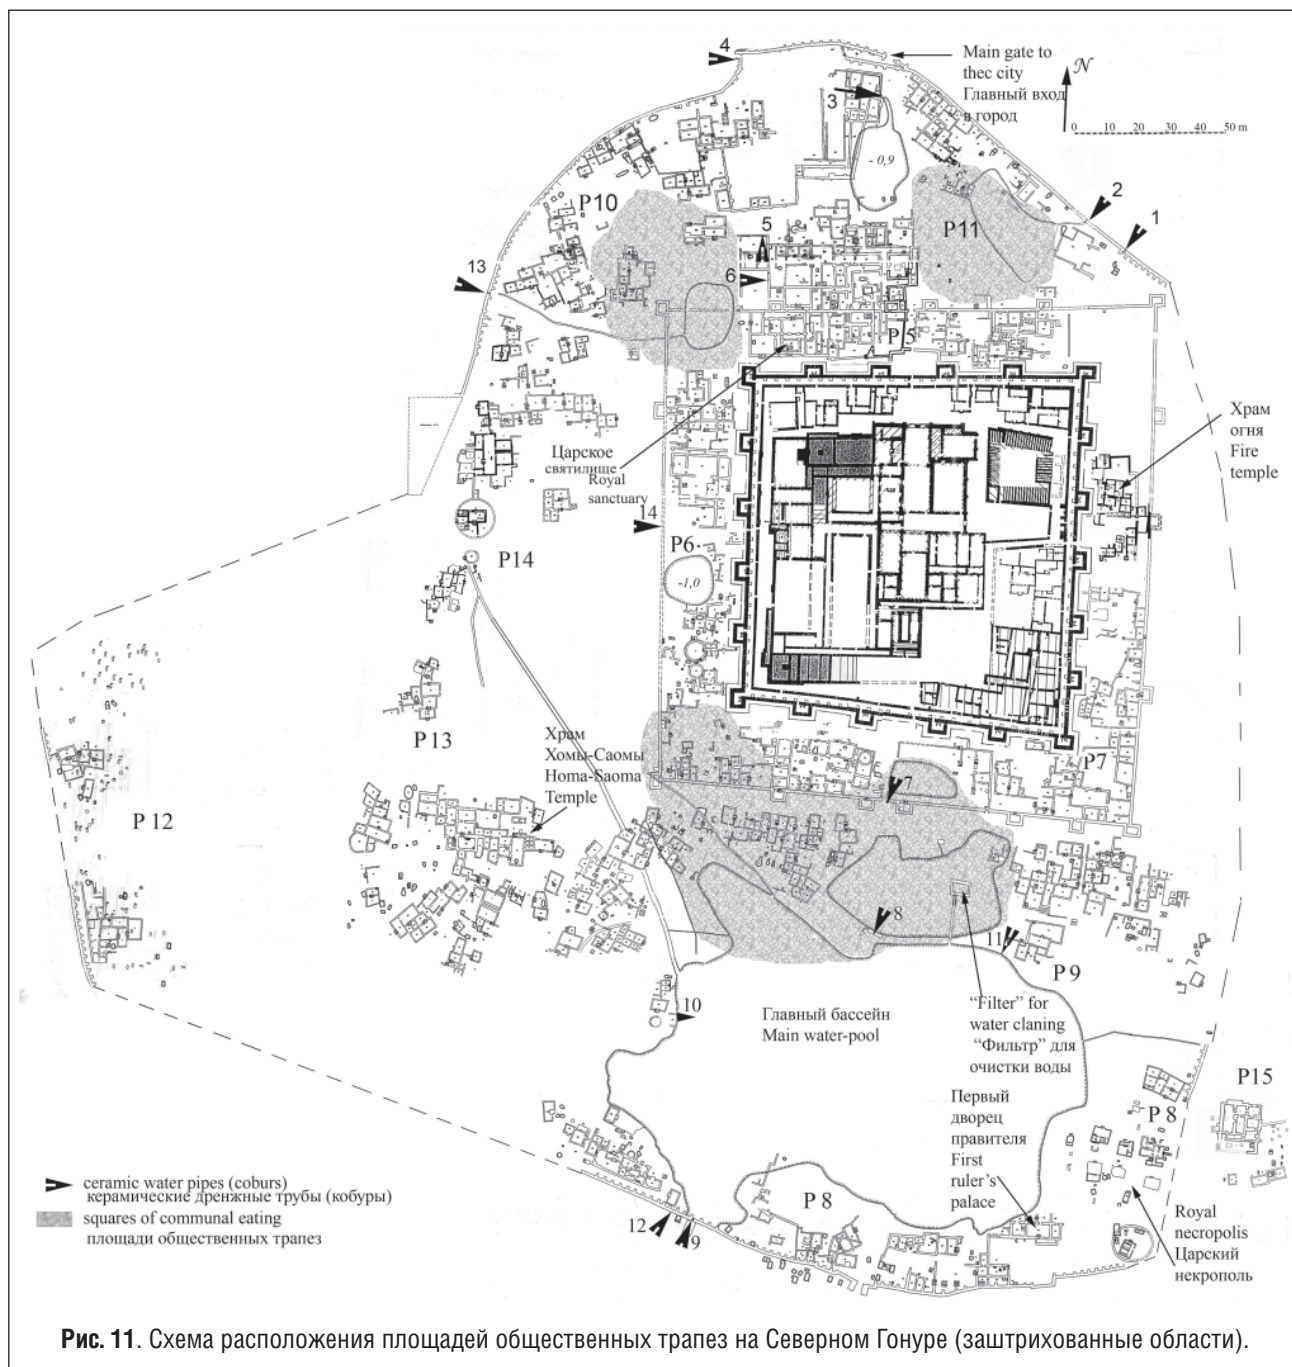 4
Main gate to
thec city
Главный вход
в город
N
0 10 20 30 40 50 m
3
- 0,9
2
1
P10
P11
5
6
13
P5
Храм
огня
Fire
temple
Царское
святилище
Royal
sanctuary
14
P6
-1,0
P14
P13
Храм
Хомы-Саомы
Homa-Saoma
Temple
P7
7
P 12
8
11
P9
10
Главный бассейн
Main water-pool
“Filter” for
water claning
“Фильтр” для
очистки воды
P15
Первый
дворец
правителя
First
ruler’s
palace
P 8
P 8
Royal
necropolis
Царский
некрополь
12
9
ceramic water pipes (coburs)
керамические дренжные трубы (кобуры)
squares of communal eating
площади общественных трапез
Рис. 11. Схема расположения площадей общественных трапез на Северном Гонуре (заштрихованные области).